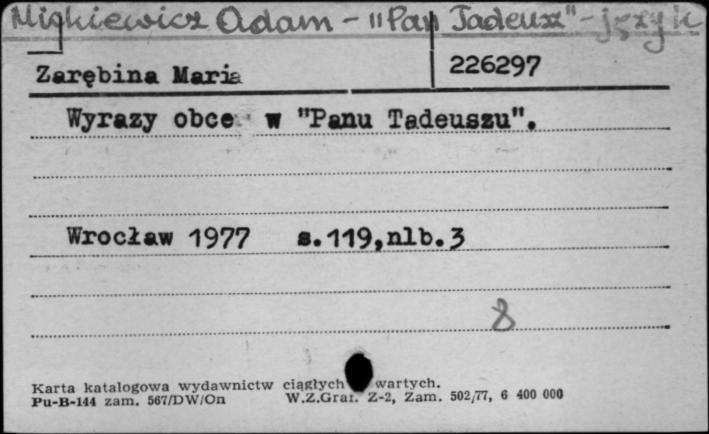 Mickiewicz Adam - "Pan Tadeusz" - język
Zarębina Maria 226297
Wyrazy obce w "Panu Tadeuszu".
Wrocław 1977 s.119,nlb.3
8
Karta katalogowa wydawnictw ciągłych wartych.
Pu-B-144 zam. 567/DW/On W.Z.Graf. Z-2, Zam. 502/77, 6 400 000